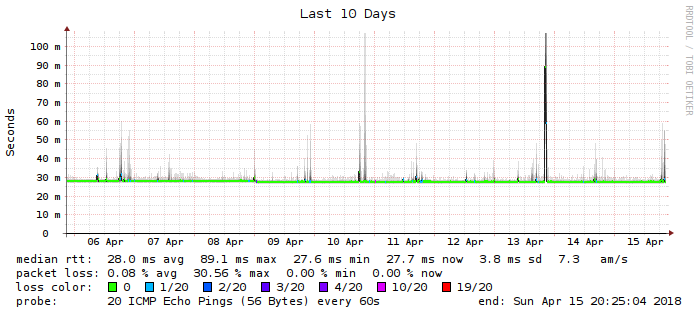 Last 10 Days
RRDTOOL / TOBI OETIKER
Seconds
100 m
90 m
80 m
70 m
60 m
50 m
40 m
30 m
20 m
10 m
0
06 Apr 07 Apr 08 Apr 09 Apr 10 Apr 11 Apr 12 Apr 13 Apr 14 Apr 15 Apr
median rtt: 28.0 ms avg 89.1 ms max 27.6 ms min 27.7 ms now 3.8 ms sd 7.3 am/s
packet loss: 0.08 % avg 30.56 % max 0.00 % min 0.00 % now
loss color: 0 1/20 2/20 3/20 4/20 10/20 19/20
probe: 20 ICMP Echo Pings (56 Bytes) every 60s end: Sun Apr 15 20:25:04 2018